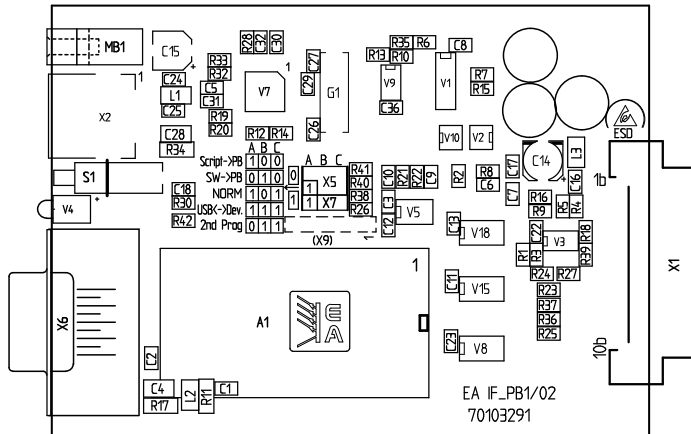 MB1
C15
R28
C32
C30
C27
R35
R6
C8
R13
R10
R33
R32
C24
C5
C31
L1
C25
1
X2
V7
1
C29
G1
V9
V1
R7
R15
C36
ESD
R19
R20
C28
R34
R12
R14
C26
V10
V2
C14
L3
C17
A B C
A B C
Script->PB 1 0 0
SW->PB 0 1 0
NORM 1 0 1
USB<->Dev. 1 1 1
2nd Prog 0 1 1
0
1
X5
1
X7
(X9)
1
S1
V4
C18
R30
R42
R41
R40
R38
R26
C10
R21
R22
C9
R2
R8
C6
C7
C16
1b
C3
C12
V5
C13
V18
R16
R9
R5
R4
C22
V3
R18
R39
R1
R3
R24
R27
R23
R37
R36
R25
X1
10b
X6
A1
1
EA
C11
V15
C23
V8
C2
C4
R17
L2
R11
C1
EA IF_PB1/02
70103291